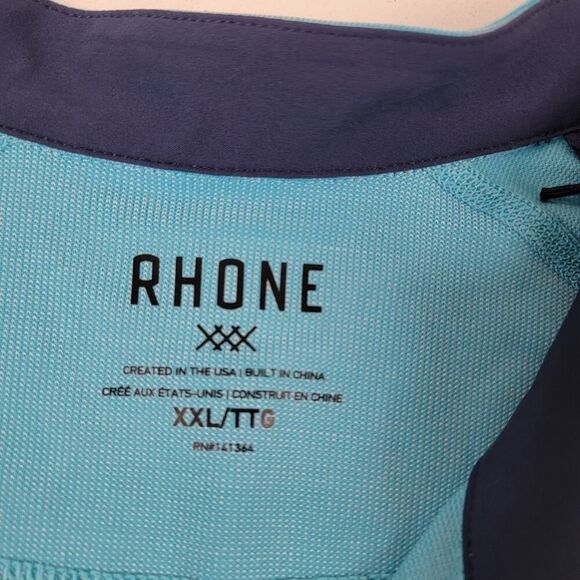 RHONE
CREATED IN THE USA | BUILT IN CHINA
CRÉÉ AUX ÉTATS-UNIS | CONSTRUIT EN CHINE
XXL/TTG
RN#141364